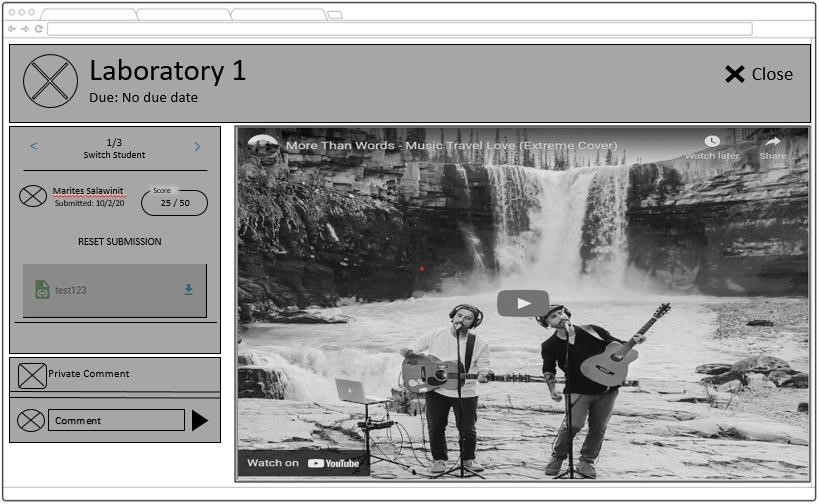 Laboratory 1
Due: No due date
Close
< 1/3 >
Switch Student
Marites Salawinit
Submitted: 10/2/20
Score
25 / 50
RESET SUBMISSION
test123
Private Comment
Comment
More Than Words - Music Travel Love (Extreme Cover)
Watch later
Share
Watch on YouTube